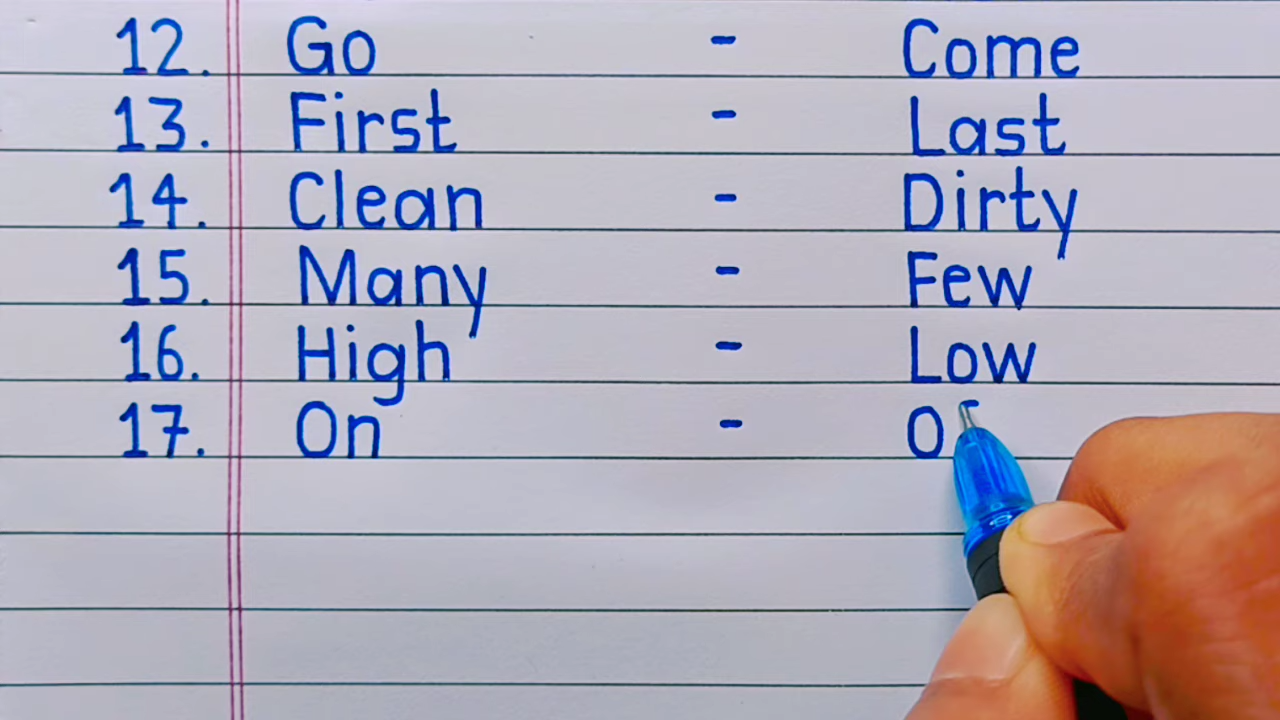 12. Go - Come
13. First - Last
14. Clean - Dirty
15. Many - Few
16. High - Low
17. On - O